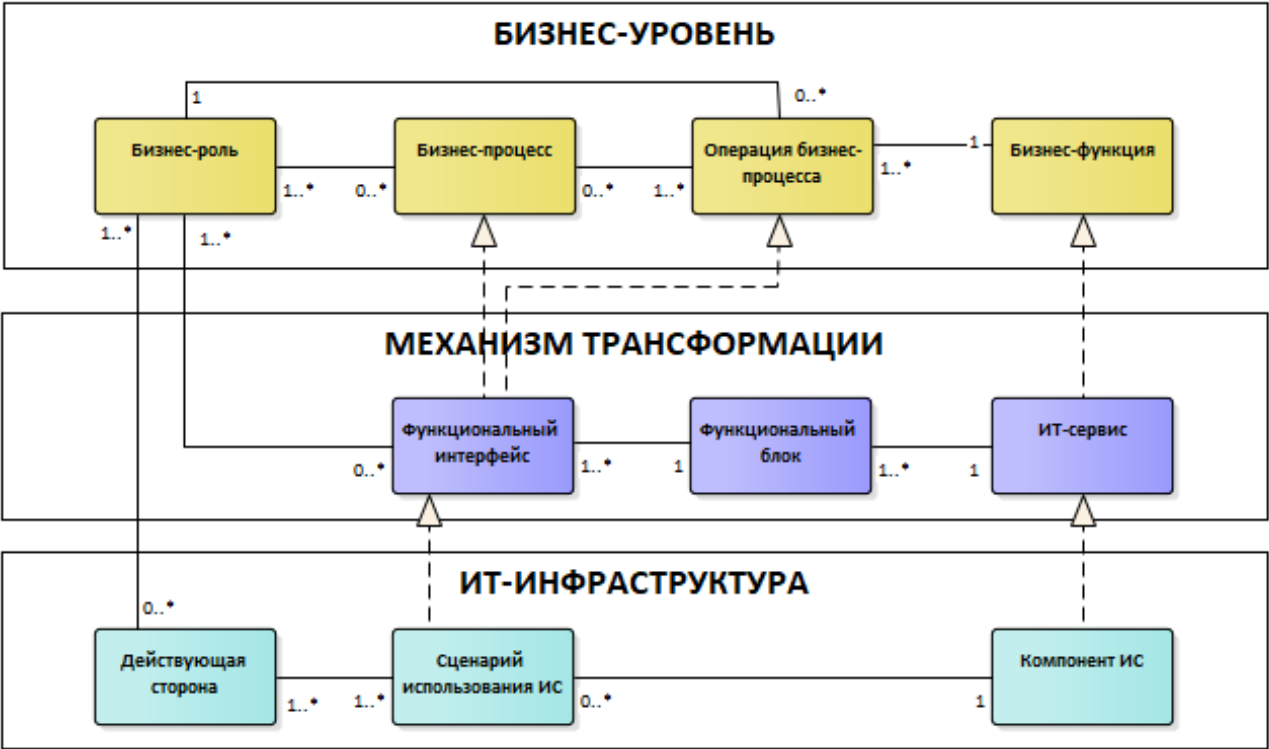 БИЗНЕС-УРОВЕНЬ
1
0..*
Бизнес-роль
Бизнес-процесс
Операция бизнес-
процесса
Бизнес-функция
1..*
0..*
0..*
1..*
1..*
1
1..*
1..*
МЕХАНИЗМ ТРАНСФОРМАЦИИ
Функциональный
интерфейс
Функциональный
блок
ИТ-сервис
0..*
1..*
1
1..*
1
ИТ-ИНФРАСТРУКТУРА
0..*
Действующая
сторона
Сценарий
использования ИС
Компонент ИС
1..*
1..*
0..*
1